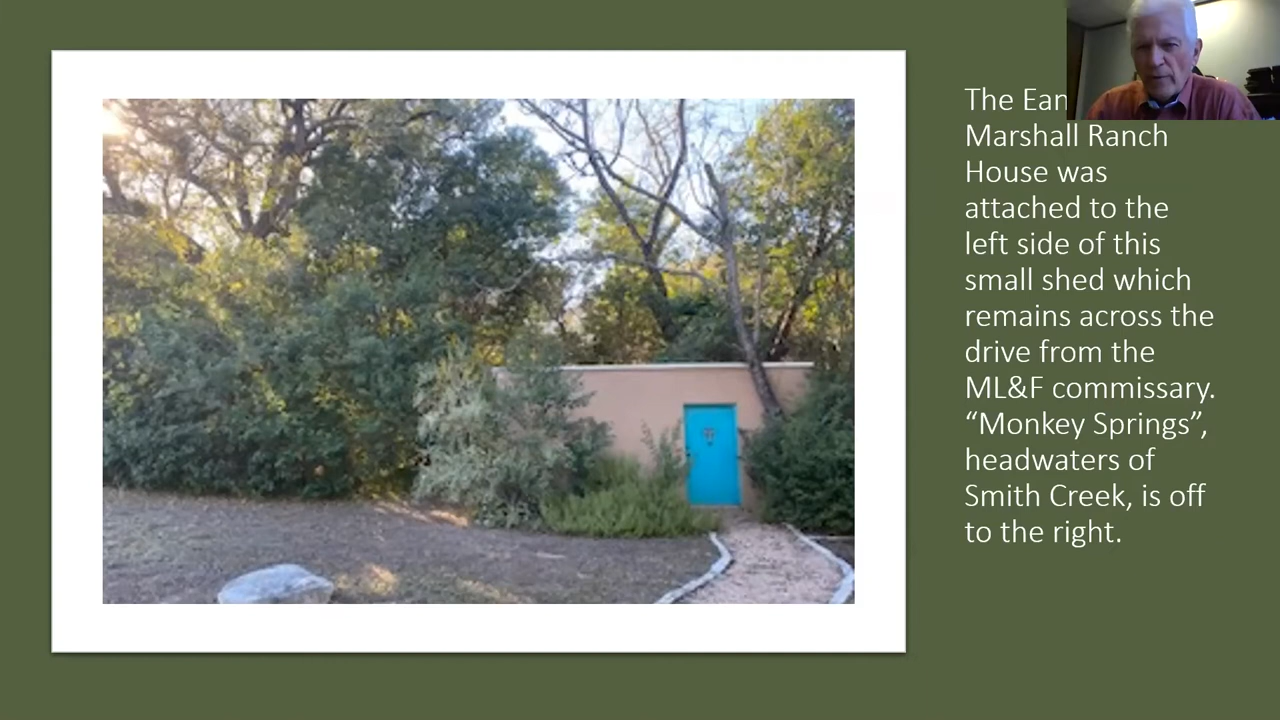 The
Marshall Ranch
House was
attached to the
left side of this
small shed which
remains across the
drive from the
ML&F commissary.
“Monkey Springs”,
headwaters of
Smith Creek, is off
to the right.